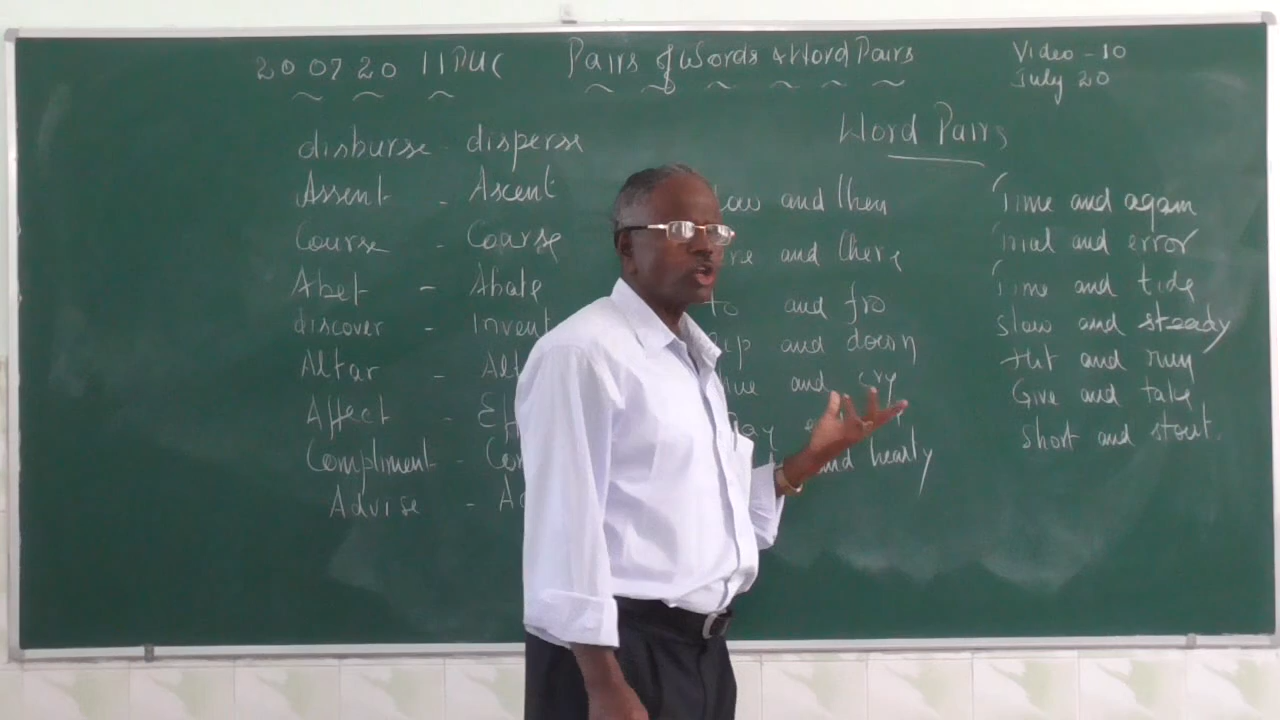 20 07 20 II PUC Pairs of Words & Word Pairs
Video - 10
July 20
disburse - disperse
Assent - Ascent
Course - Coarse
Abet - Abate
discover - Invent
Altar -
Affect -
Compliment -
Advise -
Word Pairs
and then
and there
to and fro
and down
and cry
and hearty
Time and again
Trial and error
Time and tide
Slow and steady
Hit and run
Give and take
Short and stout.